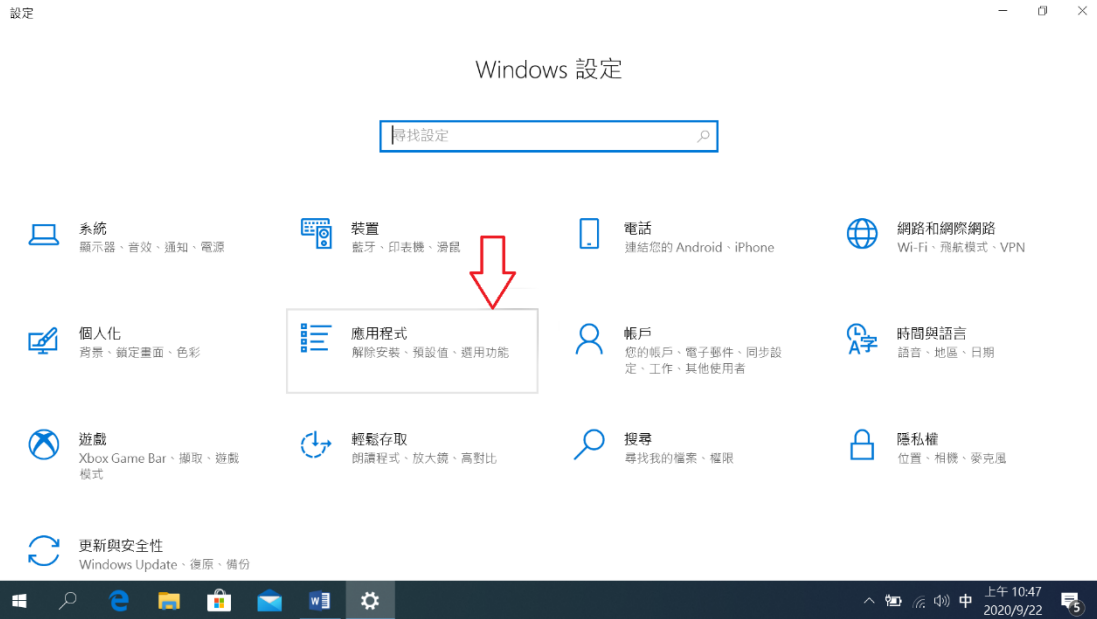 設定
Windows 設定
尋找設定
系統
顯示器、音效、通知、電源
裝置
藍牙、印表機、滑鼠
電話
連結您的 Android、iPhone
網路和網際網路
Wi-Fi、飛航模式、VPN
個人化
背景、鎖定畫面、色彩
應用程式
解除安裝、預設值、選用功能
帳戶
您的帳戶、電子郵件、同步設
定、工作、其他使用者
時間與語言
語音、地區、日期
遊戲
Xbox Game Bar、擷取、遊戲
模式
輕鬆存取
朗讀程式、放大鏡、高對比
搜尋
尋找我的檔案、權限
隱私權
位置、相機、麥克風
更新與安全性
Windows Update、復原、備份
中
上午 10:47
2020/9/22
5